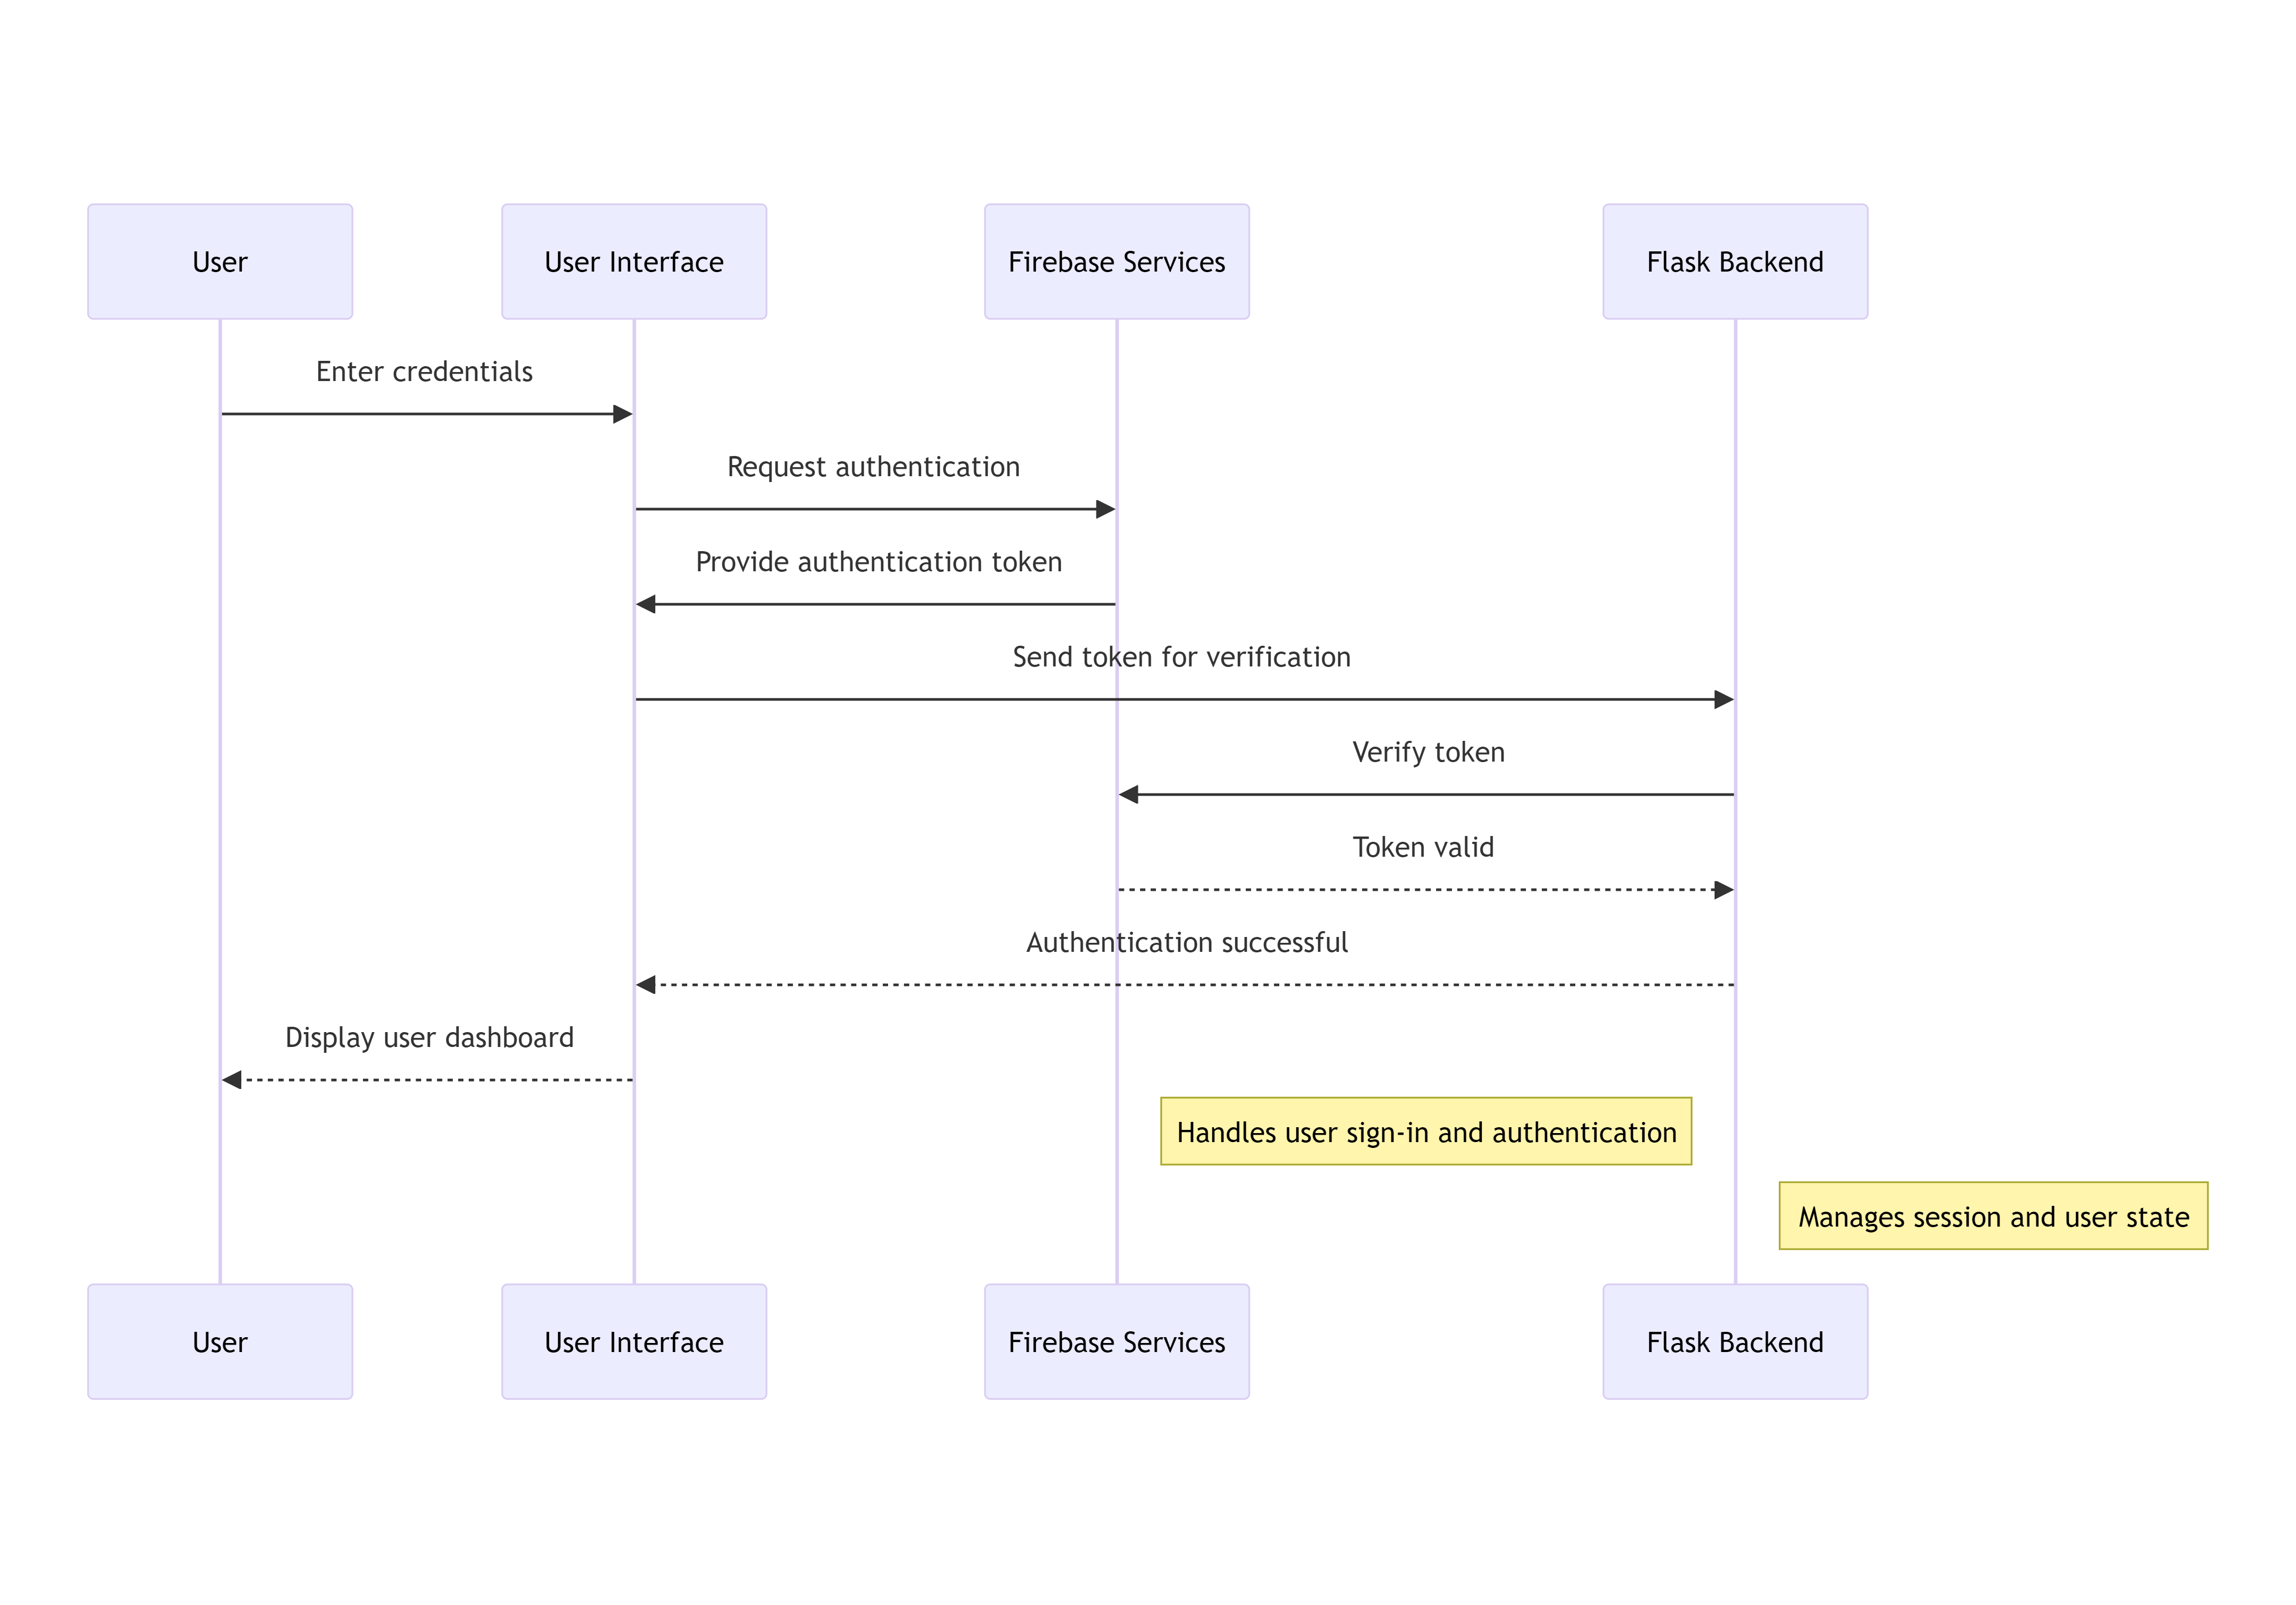 User
User Interface
Firebase Services
Flask Backend
Enter credentials
Request authentication
Provide authentication token
Send token for verification
Verify token
Token valid
Authentication successful
Display user dashboard
Handles user sign-in and authentication
Manages session and user state
User
User Interface
Firebase Services
Flask Backend